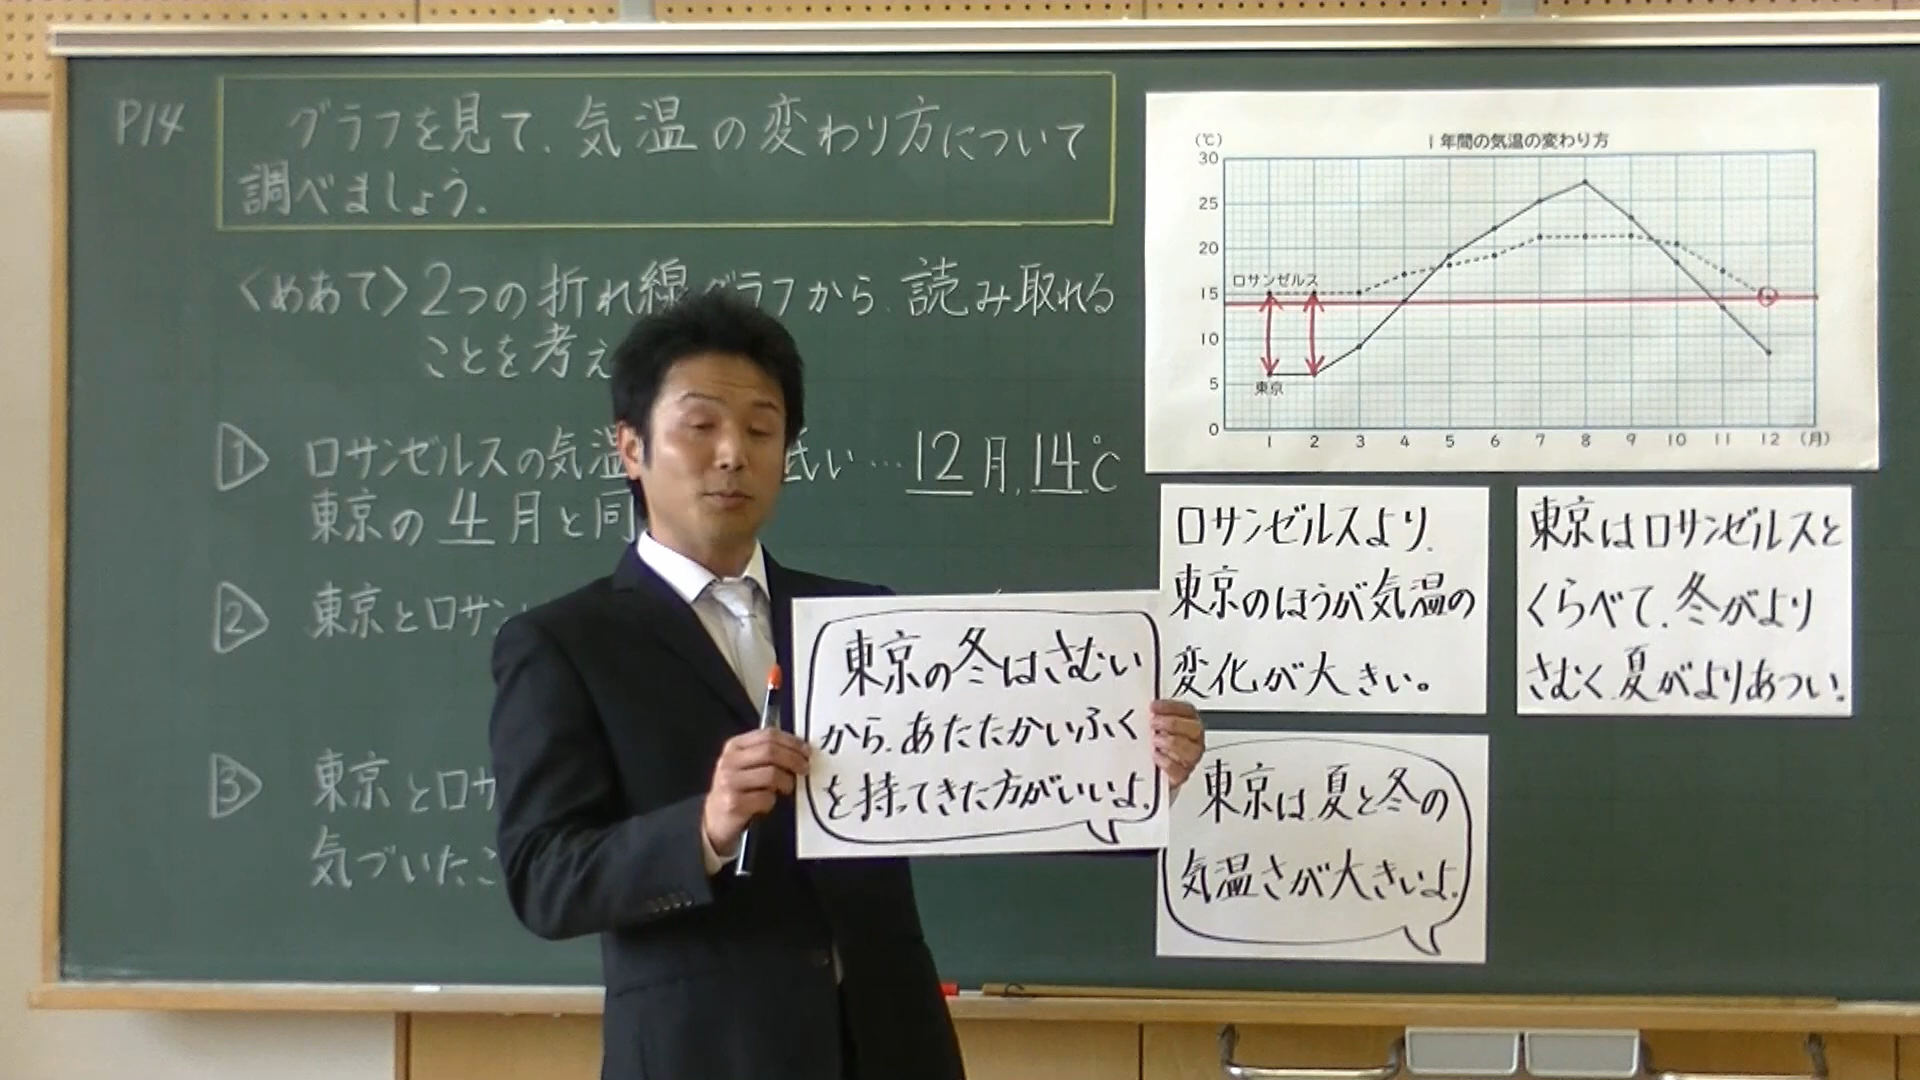 P14
グラフを見て、気温の変わり方について
調べましょう。
〈めあて〉2つの折れ線グラフから、読み取れる
ことを考え
① ロサンゼルスの気温 低い…12月,14℃
東京の4月と同
② 東京とロサン
③ 東京とロサ
気づいたこ
1年間の気温の変わり方
(℃)
30
25
20
15
10
5
0
ロサンゼルス
東京
1 2 3 4 5 6 7 8 9 10 11 12 (月)
ロサンゼルスより、
東京のほうが気温の
変化が大きい。
東京はロサンゼルスと
くらべて、冬がより
さむく、夏がよりあつい。
東京の冬はさむい
から、あたたかいふく
を持ってきた方がいいよ。
東京は、夏と冬の
気温さが大きいよ。